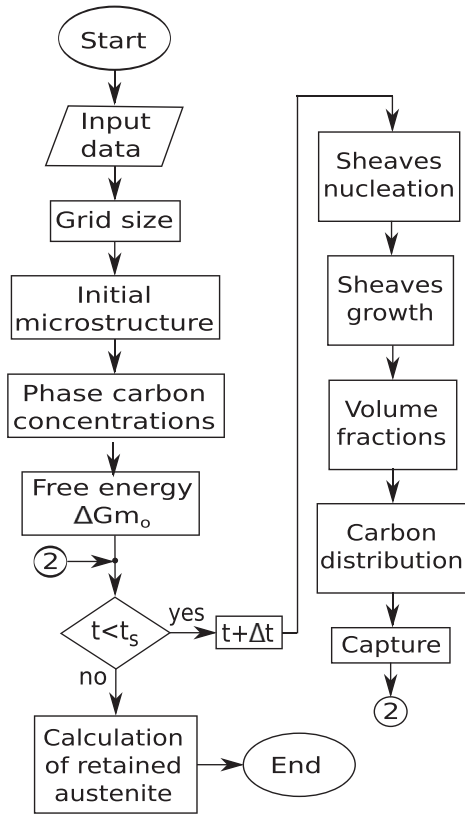 Start
Input
data
Grid size
Initial
microstructure
Phase carbon
concentrations
Free energy
ΔGmₒ
2
t<tₛ
yes
t+Δt
no
Calculation
of retained
austenite
End
Sheaves
nucleation
Sheaves
growth
Volume
fractions
Carbon
distribution
Capture
2